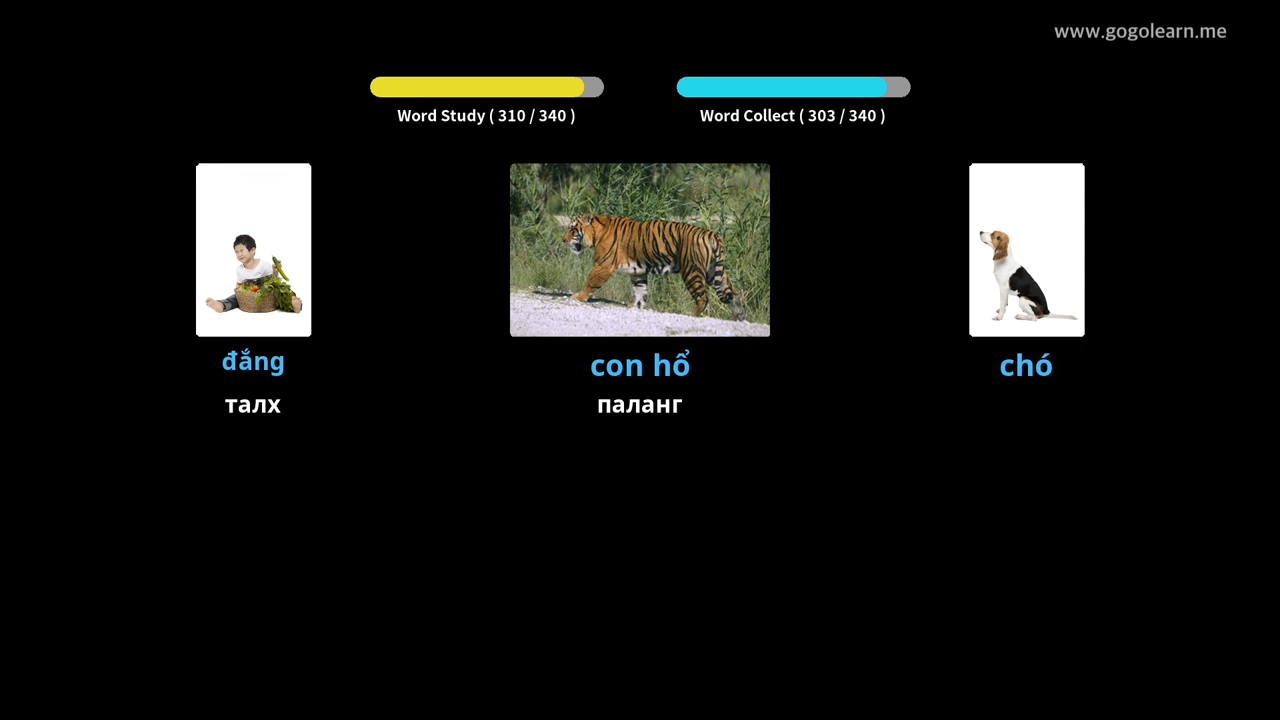 www.gogolearn.me
Word Study ( 310 / 340 )
Word Collect ( 303 / 340 )
đắng
талх
con hổ
паланг
chó